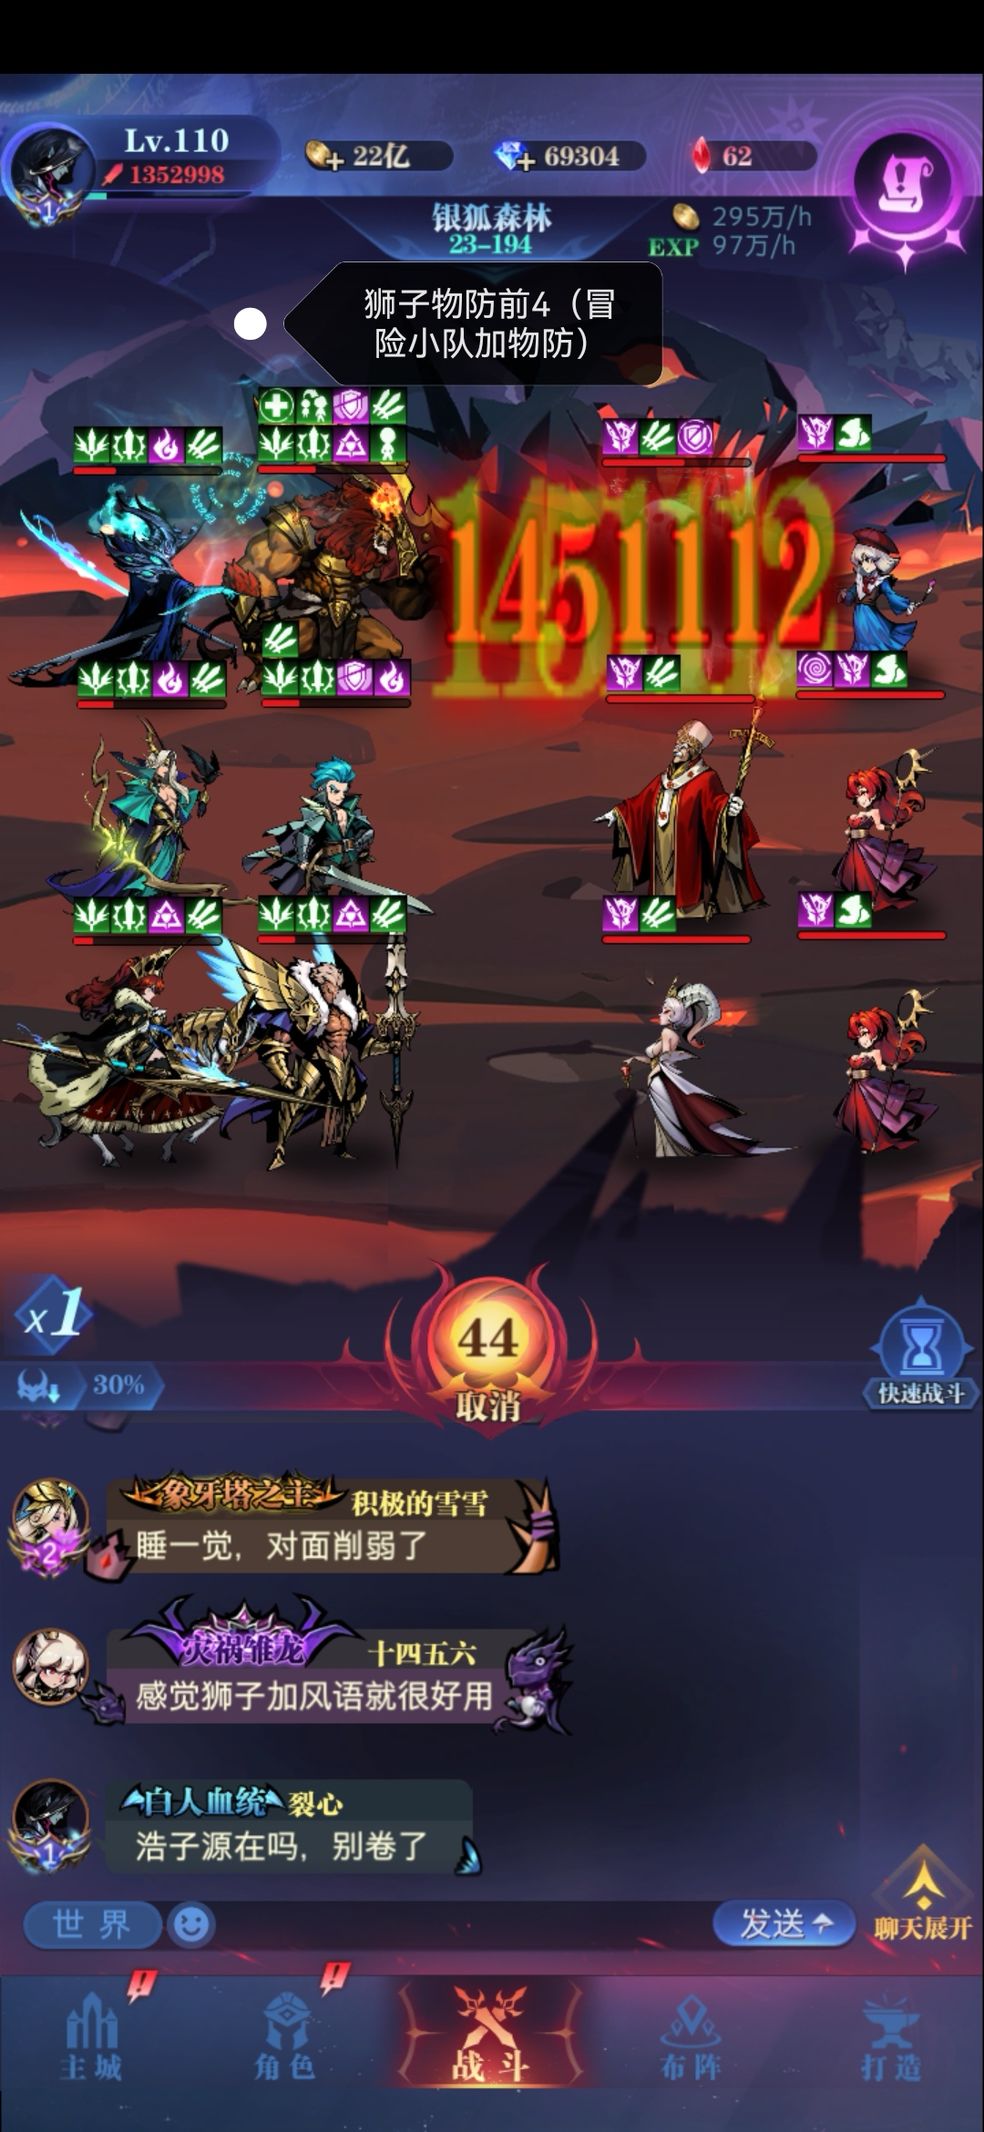 Lv.110
1352998
1
22亿
69304
62
银狐森林
23-194
295万/h
EXP 97万/h
狮子物防前4（冒
险小队加物防）
1451112
x1
44
取消
30%
快速战斗
象牙塔之主 积极的雪雪
2
睡一觉，对面削弱了
灾祸雏龙 十四五六
感觉狮子加风语就很好用
白人血统 裂心
1
浩子源在吗，别卷了
世界
发送
聊天展开
主城
角色
战斗
布阵
打造